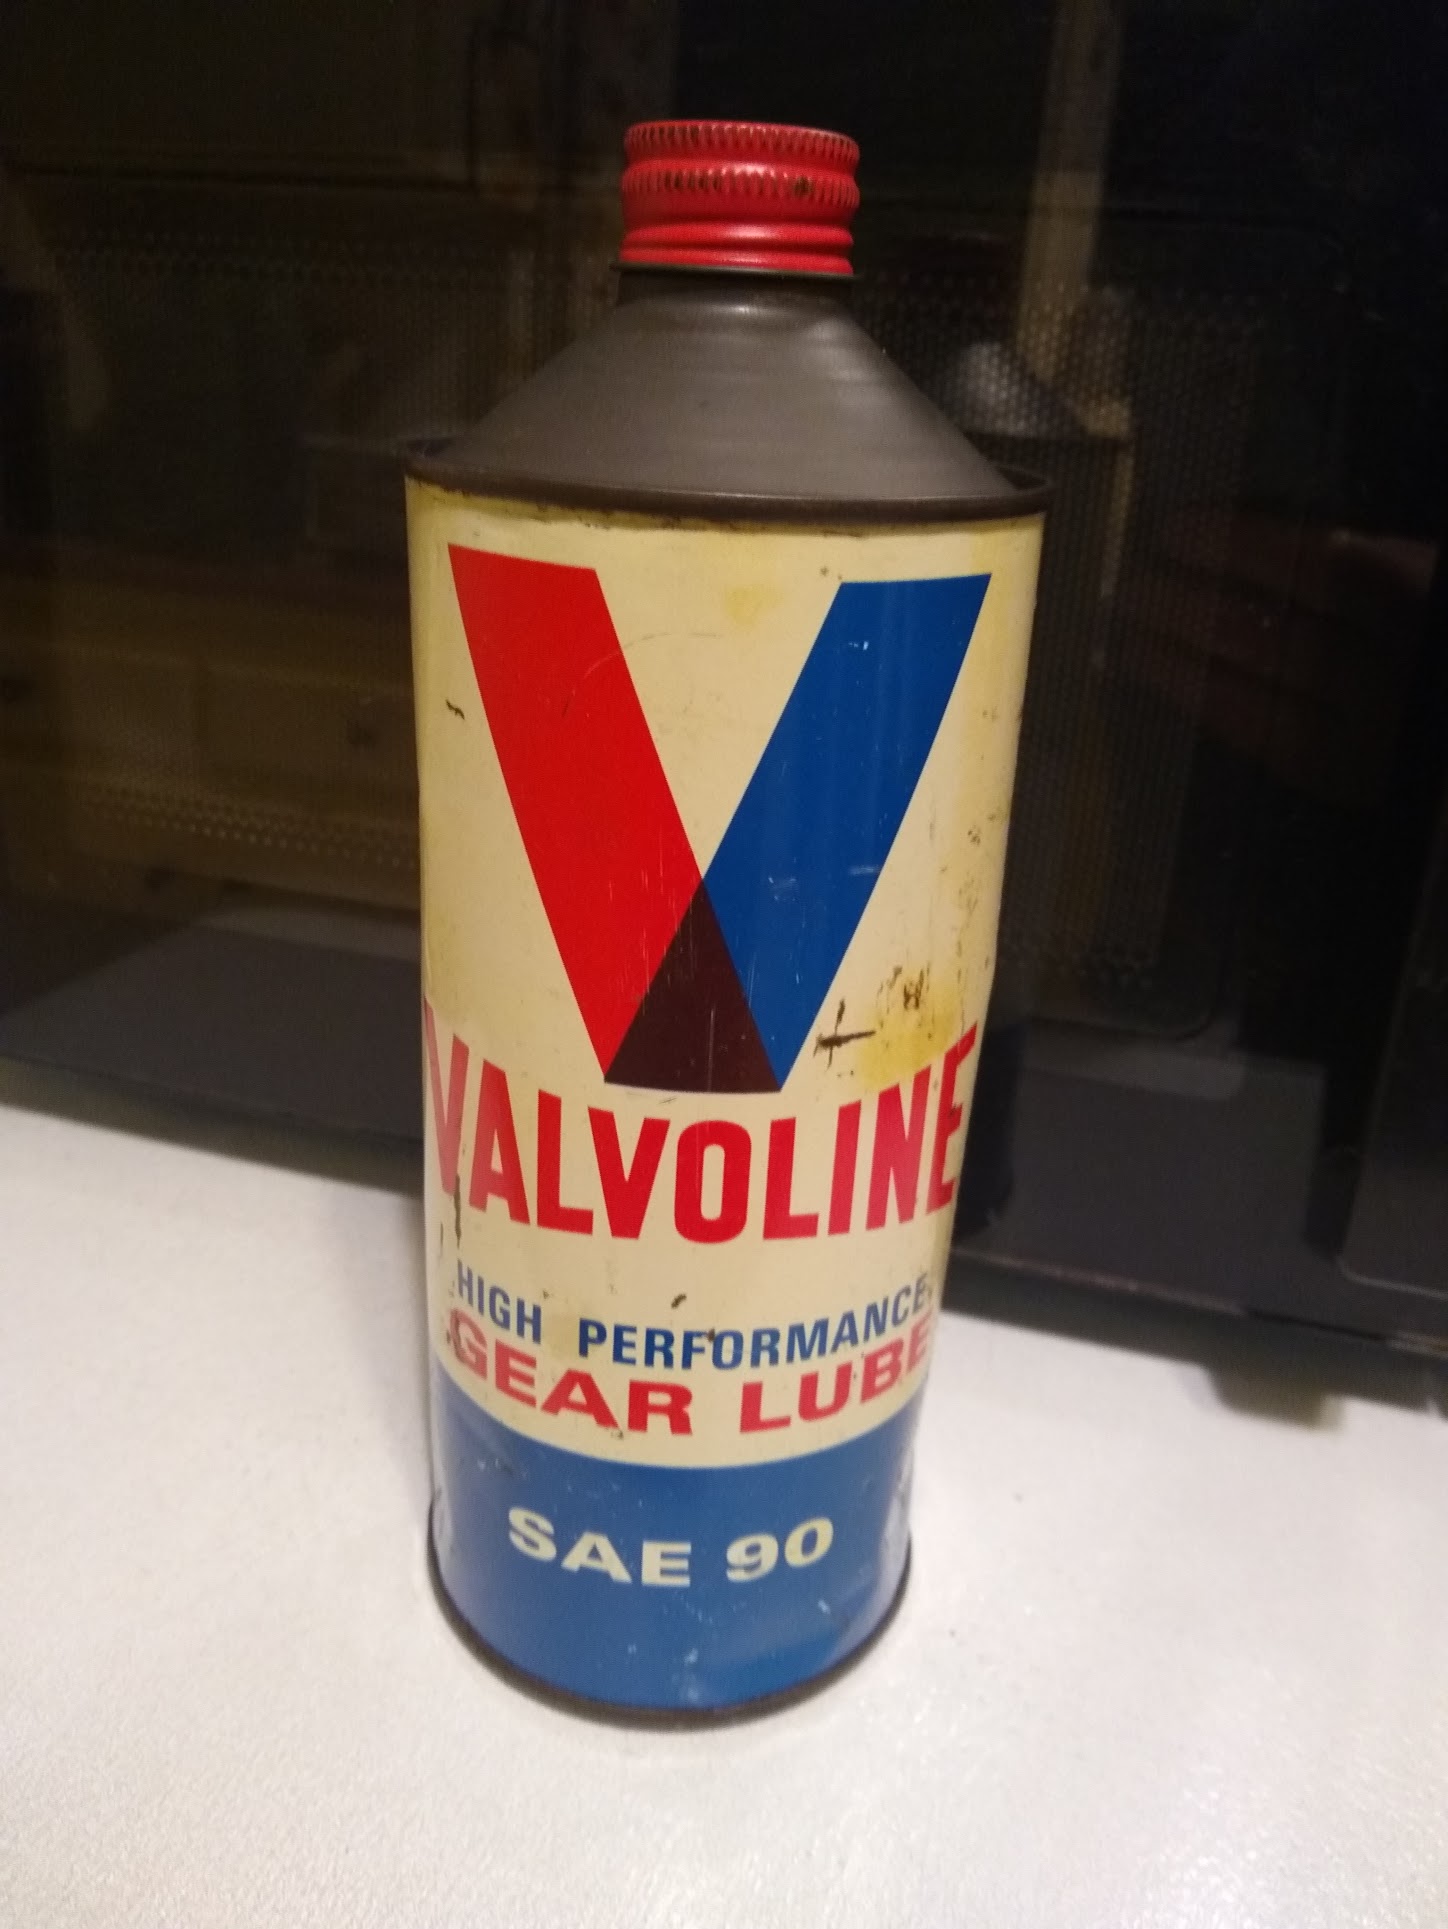 VALVOLINE
HIGH PERFORMANCE
GEAR LUBE
SAE 90